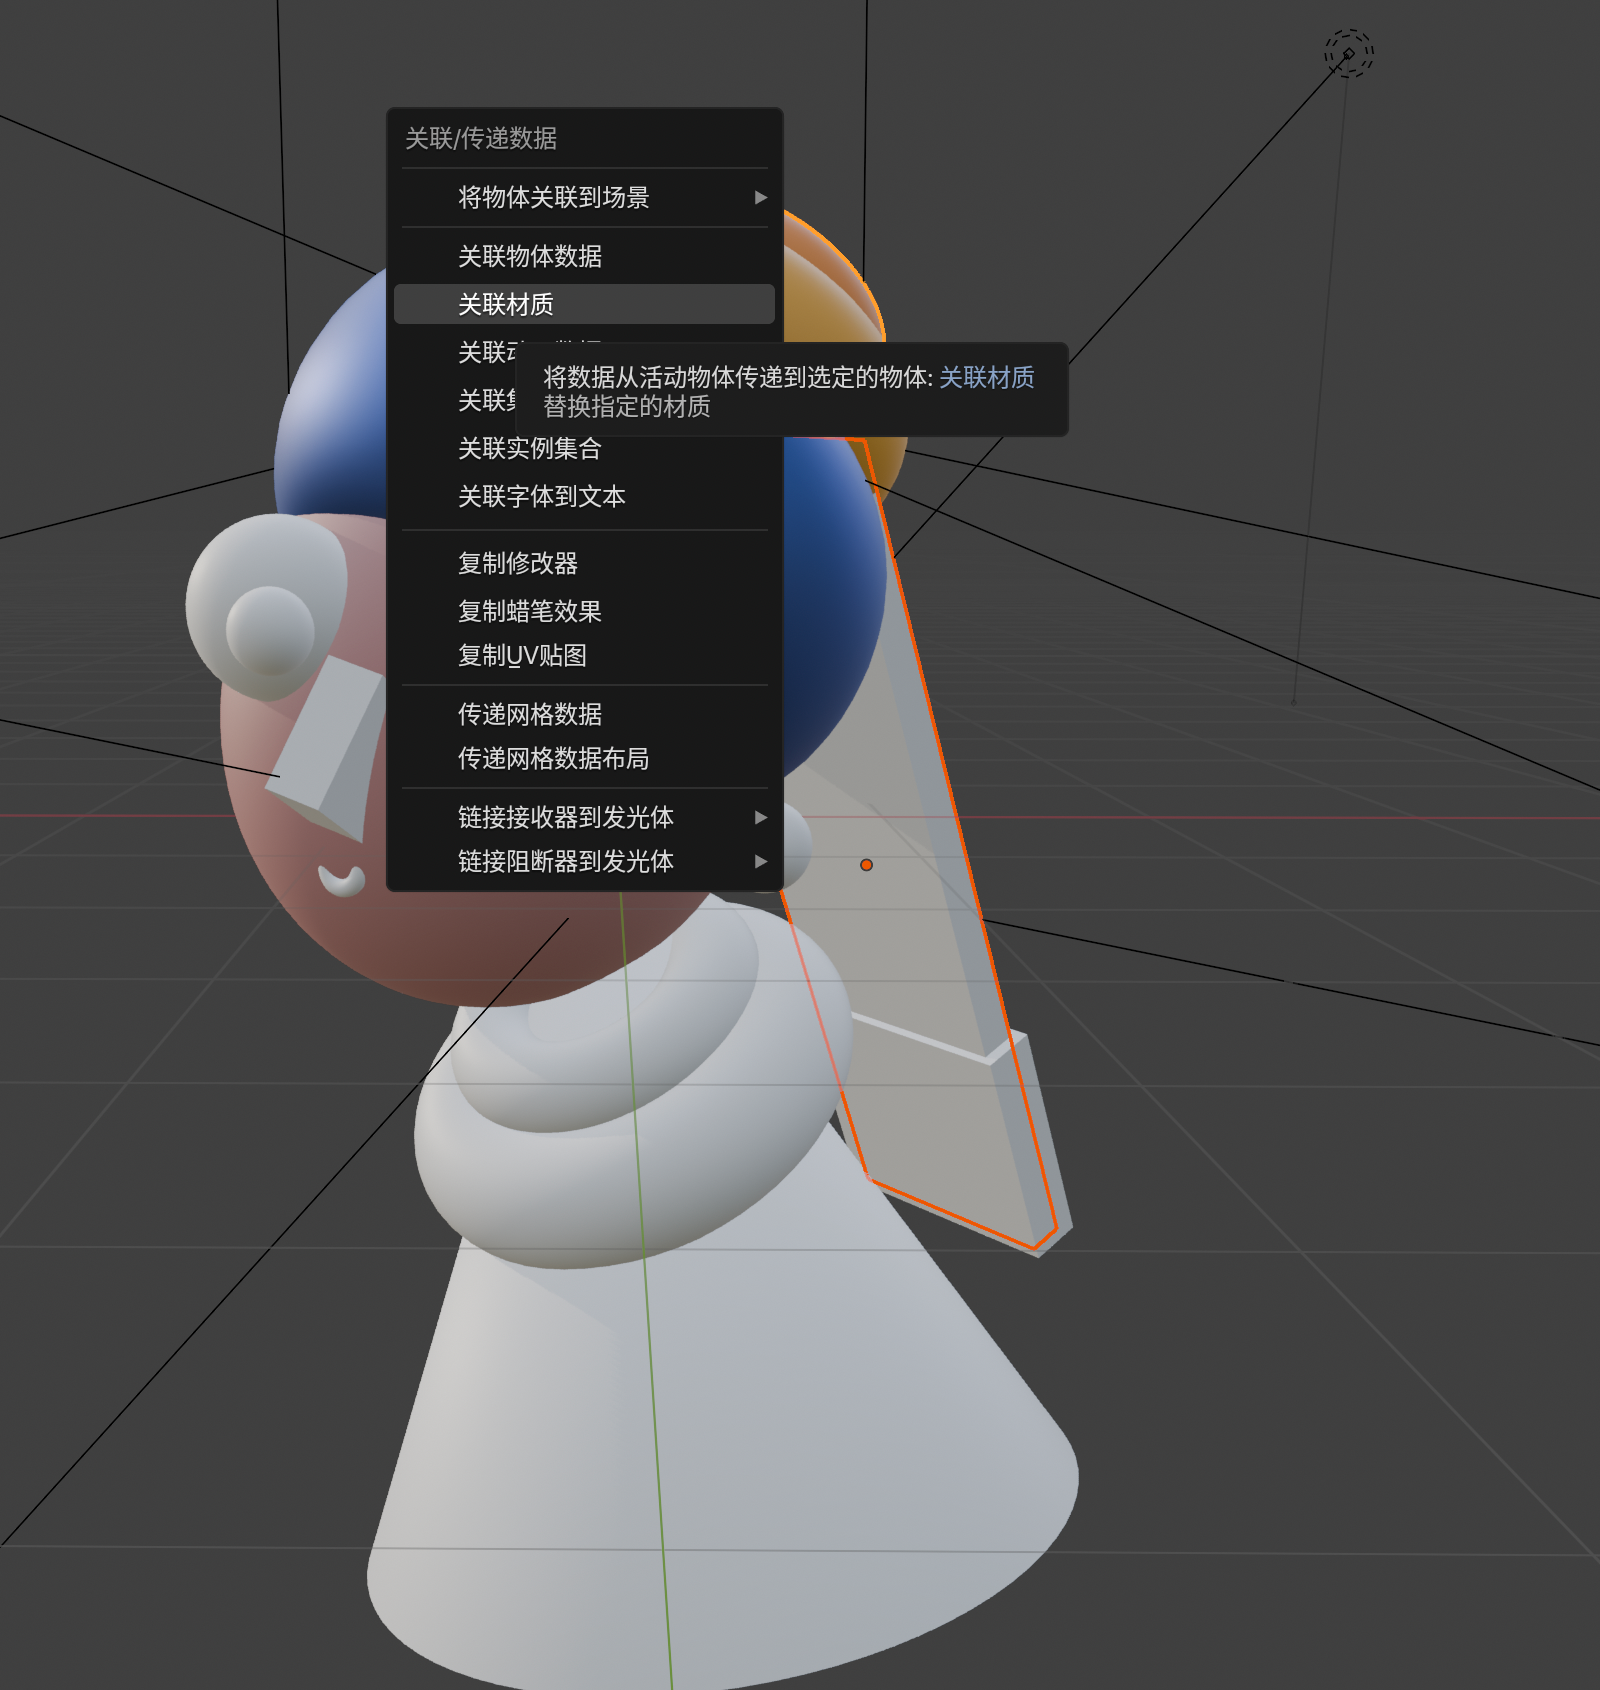 关联/传递数据
将物体关联到场景
关联物体数据
关联材质
关联
将数据从活动物体传递到选定的物体: 关联材质
关联
替换指定的材质
关联实例集合
关联字体到文本
复制修改器
复制蜡笔效果
复制UV贴图
传递网格数据
传递网格数据布局
链接接收器到发光体
链接阻断器到发光体